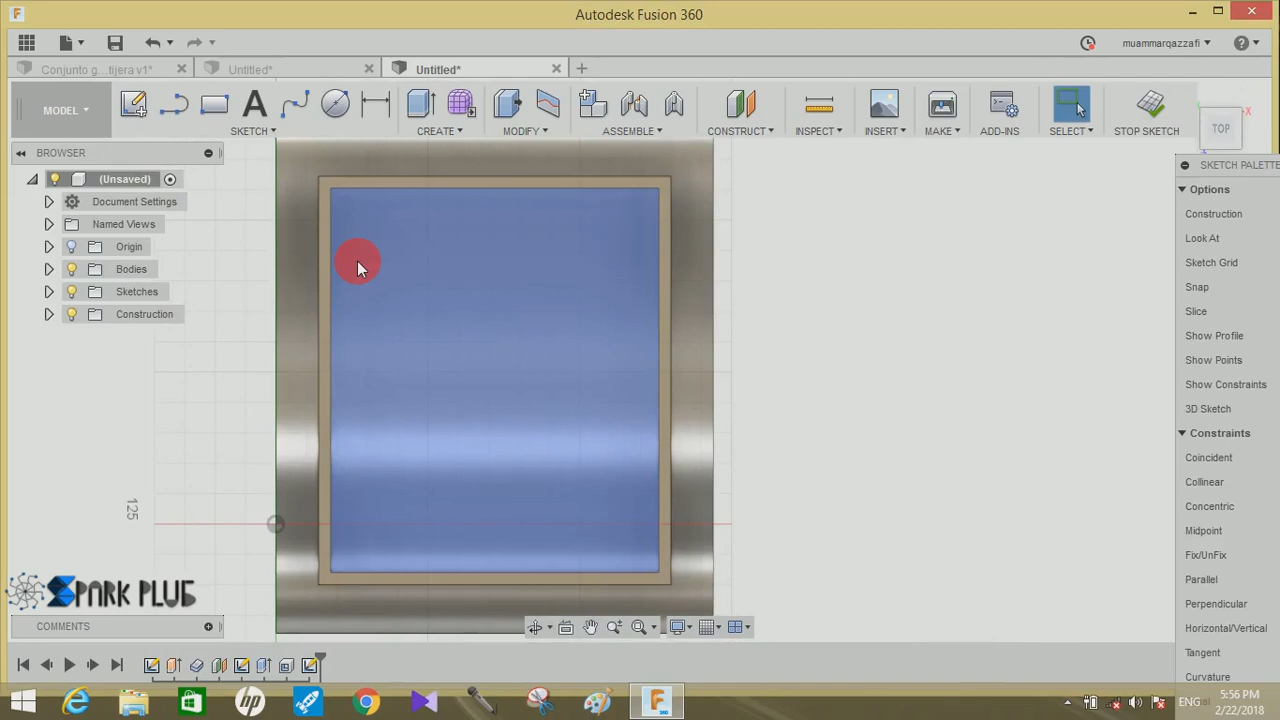 Autodesk Fusion 360
muammarqazzafi
Conjunto g...tijera v1*
Untitled*
Untitled*
MODEL
SKETCH
CREATE
MODIFY
ASSEMBLE
CONSTRUCT
INSPECT
INSERT
MAKE
ADD-INS
SELECT
STOP SKETCH
TOP
X
BROWSER
SKETCH PALETTE
(Unsaved)
Options
Document Settings
Construction
Named Views
Look At
Origin
Sketch Grid
Bodies
Snap
Sketches
Slice
Construction
Show Profile
Show Points
Show Constraints
3D Sketch
Constraints
Coincident
Collinear
125
Concentric
Midpoint
Fix/UnFix
Parallel
SPARK PLUG
Perpendicular
COMMENTS
Horizontal/Vertical
Tangent
Curvature
ENG
5:56 PM
2/22/2018